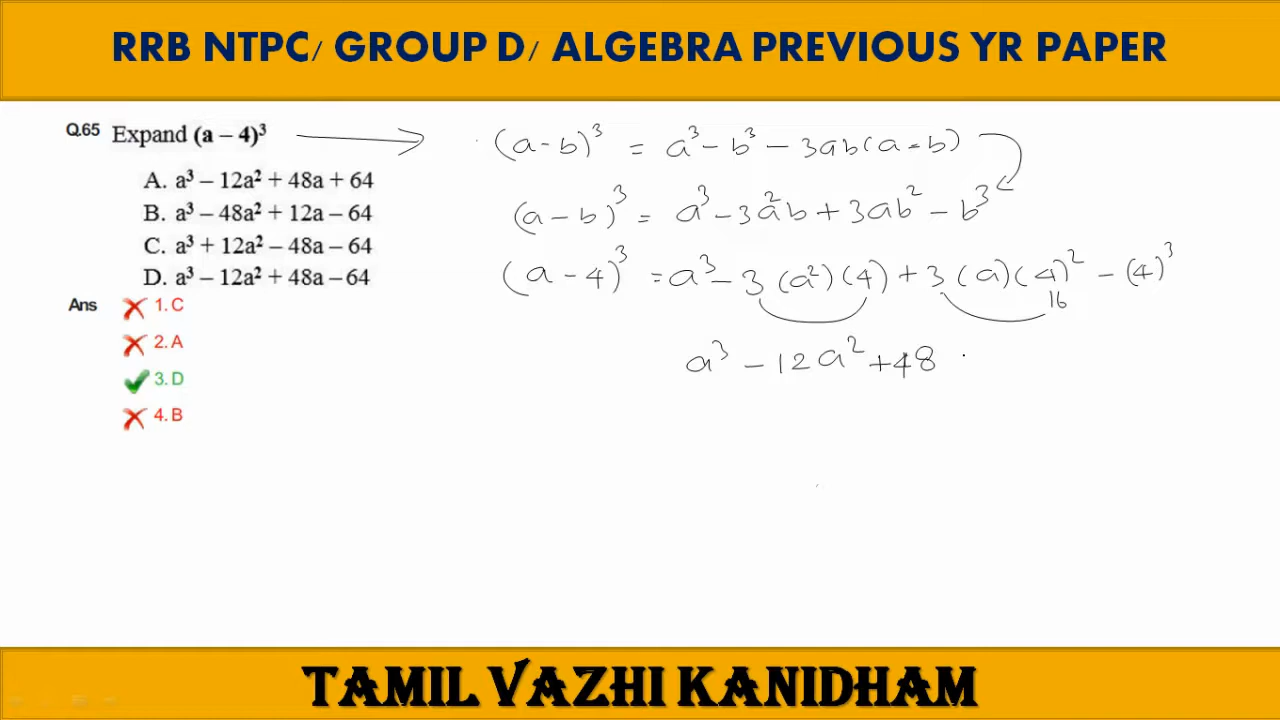 RRB NTPC/ GROUP D/ ALGEBRA PREVIOUS YR PAPER
Q.65 Expand (a – 4)³
A. a³ – 12a² + 48a + 64
B. a³ – 48a² + 12a – 64
C. a³ + 12a² – 48a – 64
D. a³ – 12a² + 48a – 64
Ans
1. C
2. A
3. D
4. B
(a - b)³ = a³ - b³ - 3ab(a - b)
(a - b)³ = a³ - 3a²b + 3ab² - b³
(a - 4)³ = a³ - 3(a²)(4) + 3(a)(4)² - (4)³
16
a³ - 12a² + 48
TAMIL VAZHI KANIDHAM